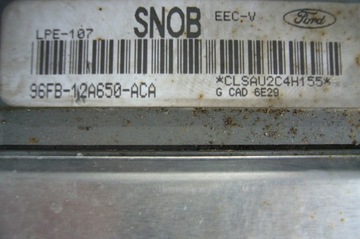 LPE-107 SNOB EEC-V Ford
96FB-12A650-ACA *CLSAU2C4H155*
G CAD 6E29